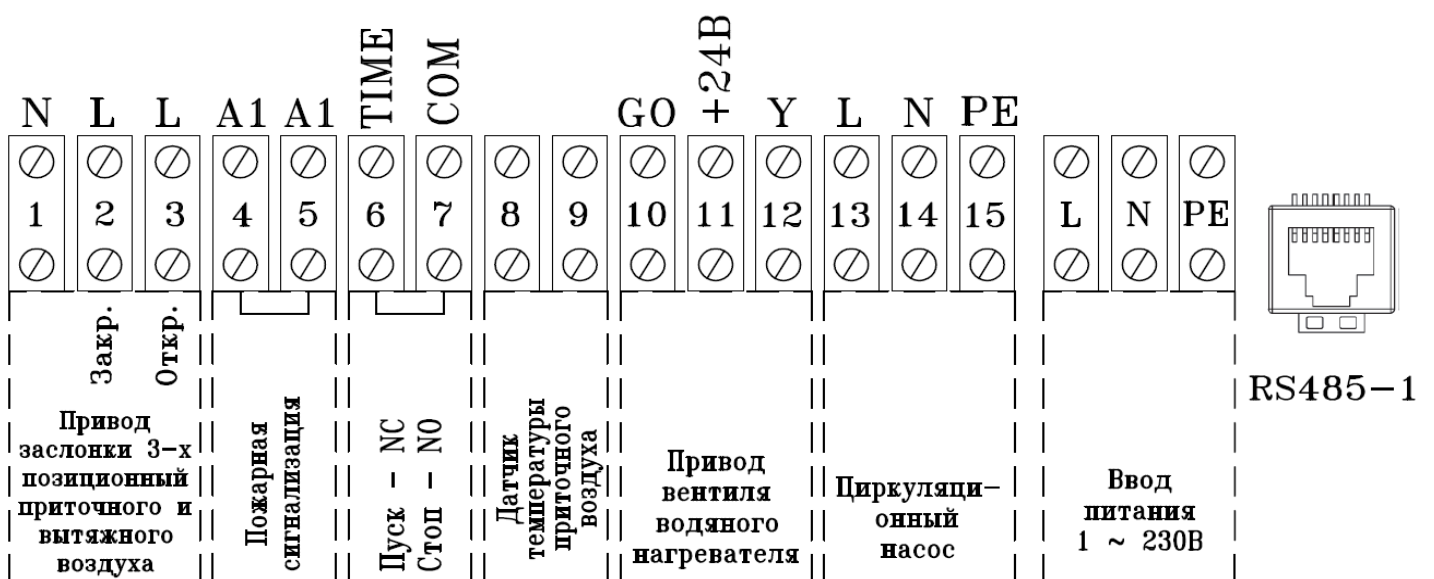 N L L A1 A1 TIME COM GO +24В Y L N PE
1 2 3 4 5 6 7 8 9 10 11 12 13 14 15 L N PE
Закр.
Откр.
Привод
заслонки 3-х
позиционный
приточного и
вытяжного
воздуха
Пожарная
сигнализация
Пуск - NC
Стоп - NO
Датчик
температуры
приточного
воздуха
Привод
вентиля
водяного
нагревателя
Циркуляци-
онный
насос
Ввод
питания
1 ~ 230В
RS485-1